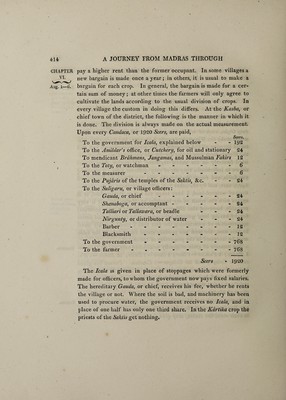 414
A JOURNEY FROM MADRAS THROUGH
CHAPTER
VI.
Aug. 1—6.
pay a higher rent than the former occupant. In some villages a
new bargain is made once a year; in others, it is usual to make a
bargain for each crop. In general, the bargain is made for a cer-
tain sum of money; at other times the farmers will only agree to
cultivate the lands according to the usual division of crops. In
every village the custom in doing this differs. At the Kasba, or
chief town of the district, the following is the manner in which it
is done. The division is always made on the actual measurement.
Upon every Candaca, or 1920 Seers, are paid,
Seers.
To the government for Icalu, explained below - - 192
To the Amildar's office, or Cutchery, for oil and stationary 24
To mendicant Bráhmans, Jangamas, and Mussulman Fakirs 12
To the Toty, or watchman - - - - 6
To the measurer - - - - - 6
To the Pujáris of the temples of the Saktis, &c. - - 24
To the Saligaru, or village officers:
Gauda, or chief - - - - 24
Shanaboga, or accomptant - - - - 24
Talliari or Tallawara, or beadle - - - 24
Nirgunty, or distributor of water - - - 24
Barber - - - - - 12
Blacksmith - - - - - 12
To the government - - - - - 768
To the farmer - - - - - 768
Seers - 1920
The Icalu is given in place of stoppages which were formerly
made for officers, to whom the government now pays fixed salaries.
The hereditary Gauda, or chief, receives his fee, whether he rents
the village or not. Where the soil is bad, and machinery has been
used to procure water, the government receives no Icalu, and in
place of one half has only one third share. In the Kártika crop the
priests of the Saktis get nothing.